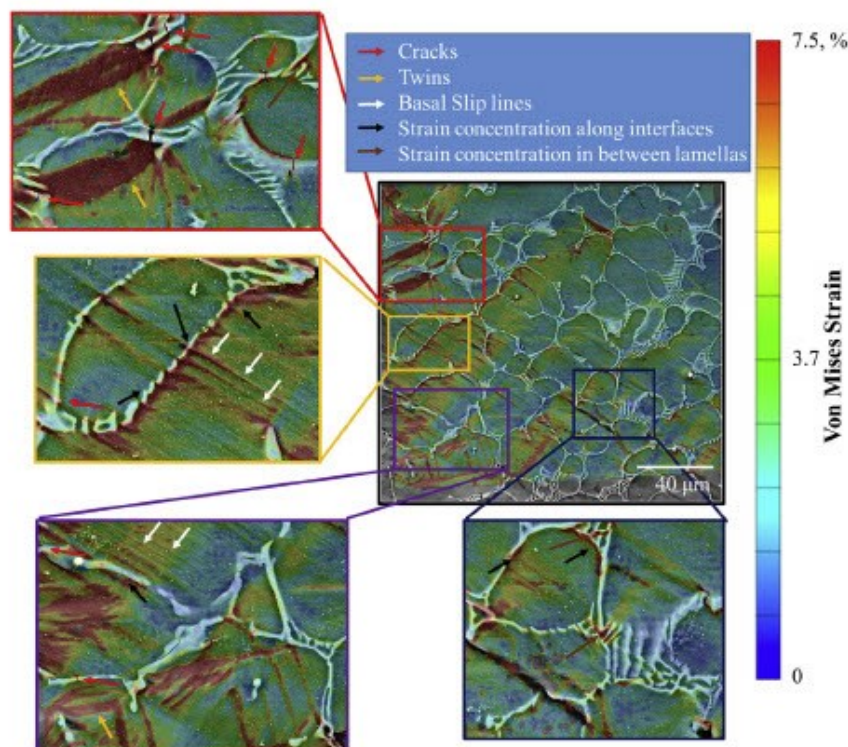 Cracks
Twins
Basal Slip lines
Strain concentration along interfaces
Strain concentration in between lamellas
7.5, %
3.7
0
Von Mises Strain
40 μm